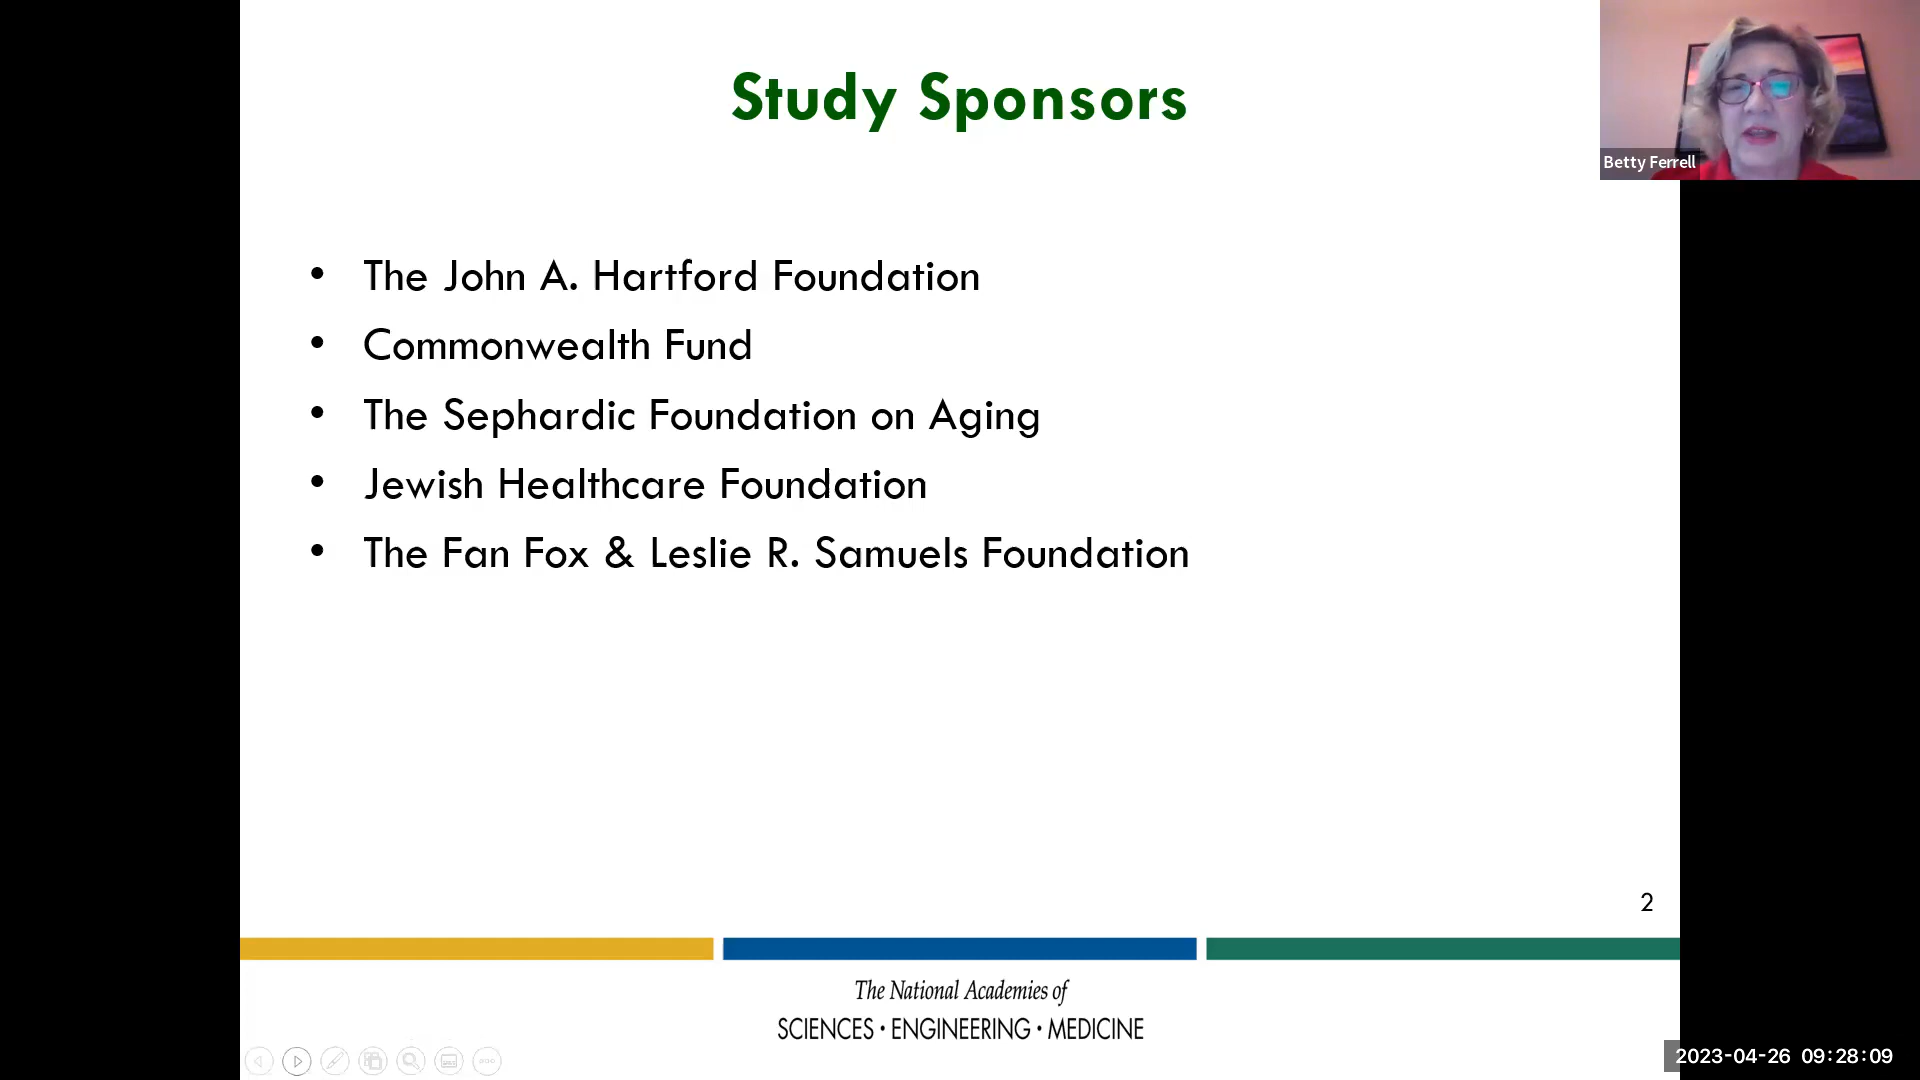 Study Sponsors
Betty Ferrell
• The John A. Hartford Foundation
• Commonwealth Fund
• The Sephardic Foundation on Aging
• Jewish Healthcare Foundation
• The Fan Fox & Leslie R. Samuels Foundation
2
The National Academies of
SCIENCES · ENGINEERING · MEDICINE
2023-04-26 09:28:09